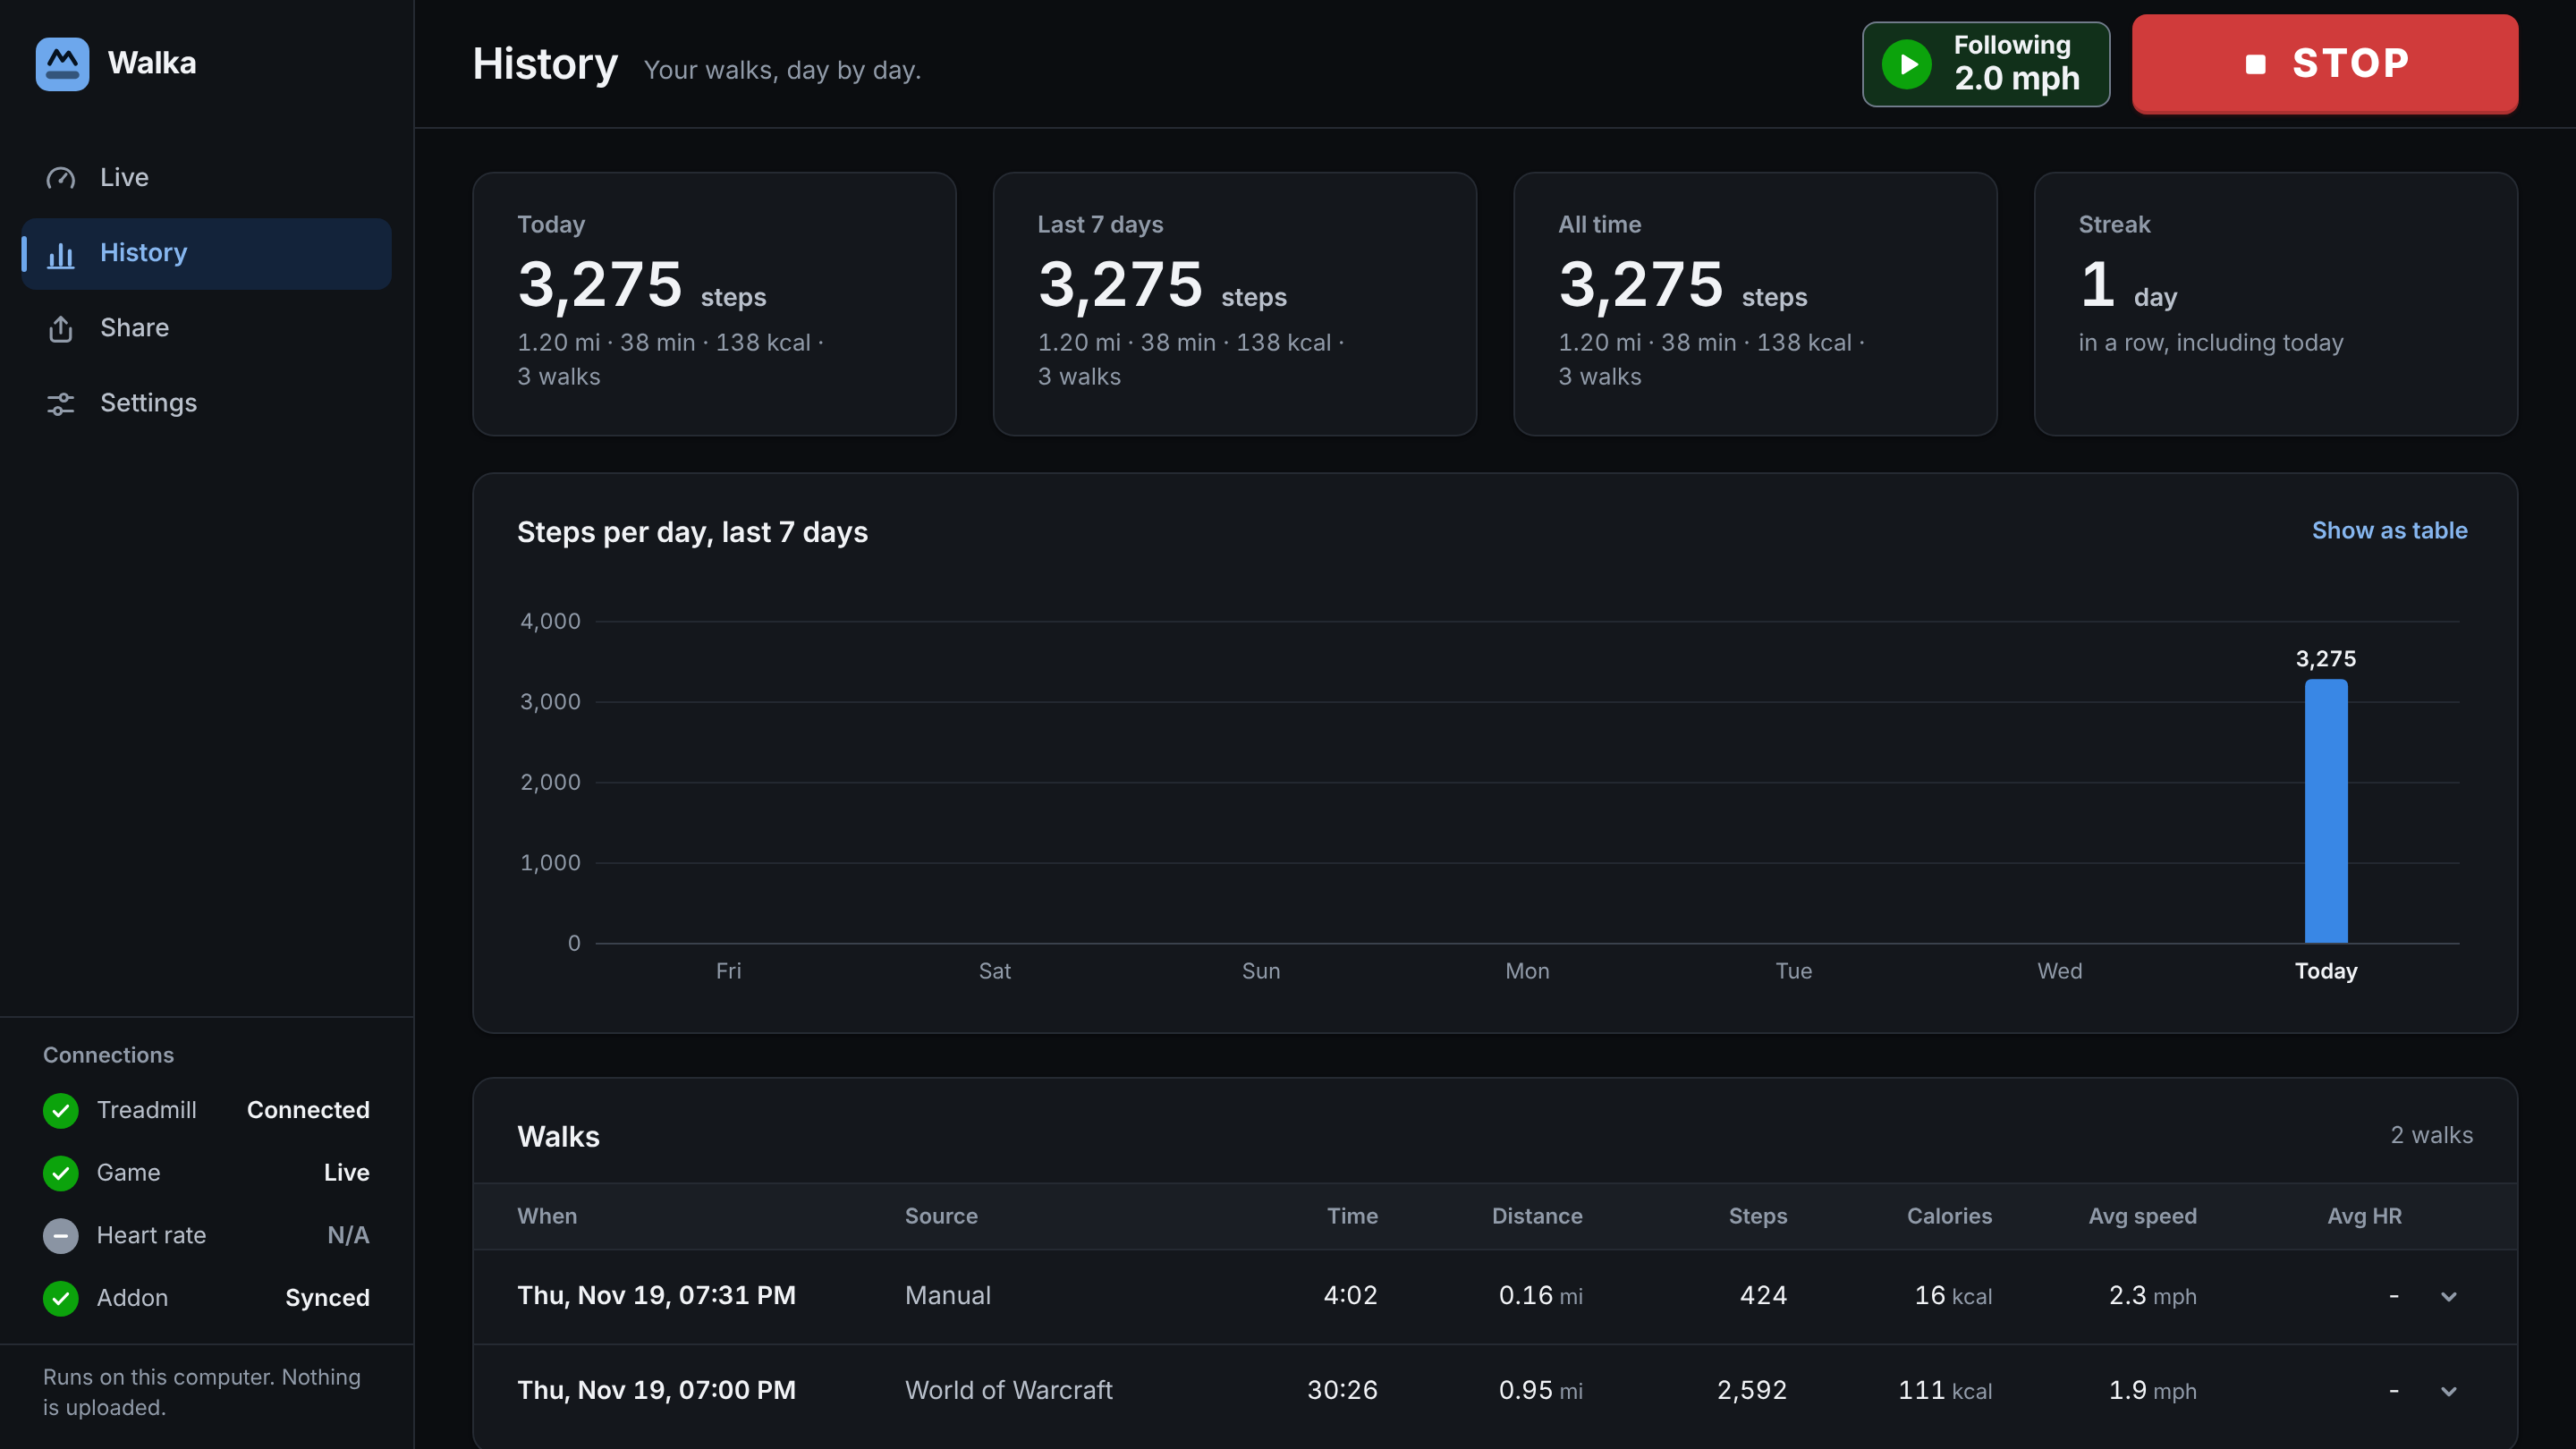 Walka
Live
History
Share
Settings
Connections
Treadmill Connected
Game Live
Heart rate N/A
Addon Synced
Runs on this computer. Nothing
is uploaded.
History Your walks, day by day.
Following
2.0 mph
STOP
Today
3,275 steps
1.20 mi · 38 min · 138 kcal ·
3 walks
Last 7 days
3,275 steps
1.20 mi · 38 min · 138 kcal ·
3 walks
All time
3,275 steps
1.20 mi · 38 min · 138 kcal ·
3 walks
Streak
1 day
in a row, including today
Steps per day, last 7 days Show as table
4,000
3,275
3,000
2,000
1,000
0
Fri Sat Sun Mon Tue Wed Today
Walks 2 walks
When Source Time Distance Steps Calories Avg speed Avg HR
Thu, Nov 19, 07:31 PM Manual 4:02 0.16 mi 424 16 kcal 2.3 mph -
Thu, Nov 19, 07:00 PM World of Warcraft 30:26 0.95 mi 2,592 111 kcal 1.9 mph -